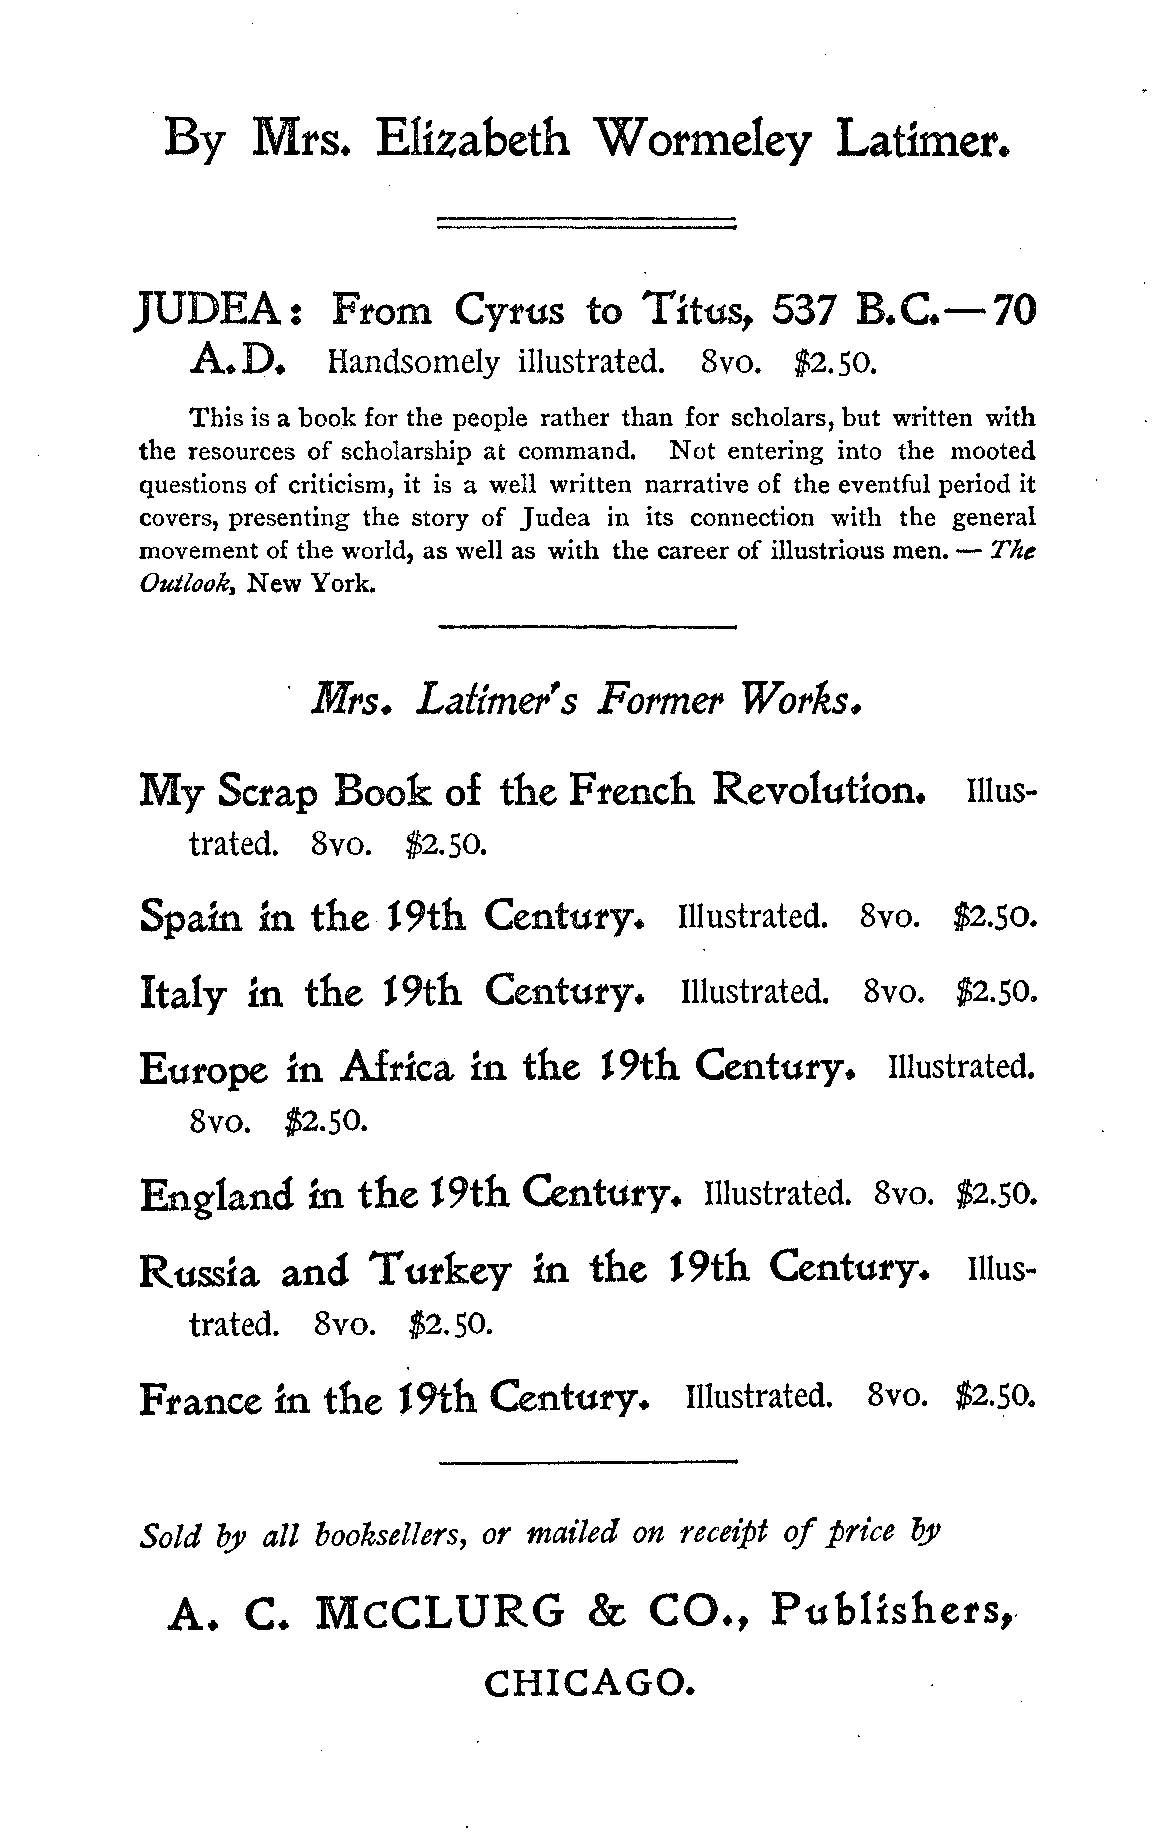 By Mrs. Elizabeth Wormeley Latimer.
JUDEA: From Cyrus to Titus, 537 B.C.—70
A.D. Handsomely illustrated. 8vo. $2.50.
This is a book for the people rather than for scholars, but written with
the resources of scholarship at command. Not entering into the mooted
questions of criticism, it is a well written narrative of the eventful period it
covers, presenting the story of Judea in its connection with the general
movement of the world, as well as with the career of illustrious men. — The
Outlook, New York.
Mrs. Latimer's Former Works.
My Scrap Book of the French Revolution. Illus-
trated. 8vo. $2.50.
Spain in the 19th Century. Illustrated. 8vo. $2.50.
Italy in the 19th Century. Illustrated. 8vo. $2.50.
Europe in Africa in the 19th Century. Illustrated.
8vo. $2.50.
England in the 19th Century. Illustrated. 8vo. $2.50.
Russia and Turkey in the 19th Century. Illus-
trated. 8vo. $2.50.
France in the 19th Century. Illustrated. 8vo. $2.50.
Sold by all booksellers, or mailed on receipt of price by
A. C. McCLURG & CO., Publishers,
CHICAGO.